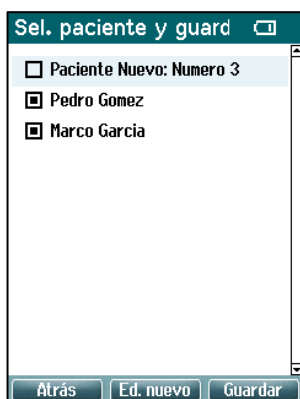 Sel. paciente y guard
Paciente Nuevo: Numero 3
Pedro Gomez
Marco Garcia
Atrás Ed. nuevo Guardar